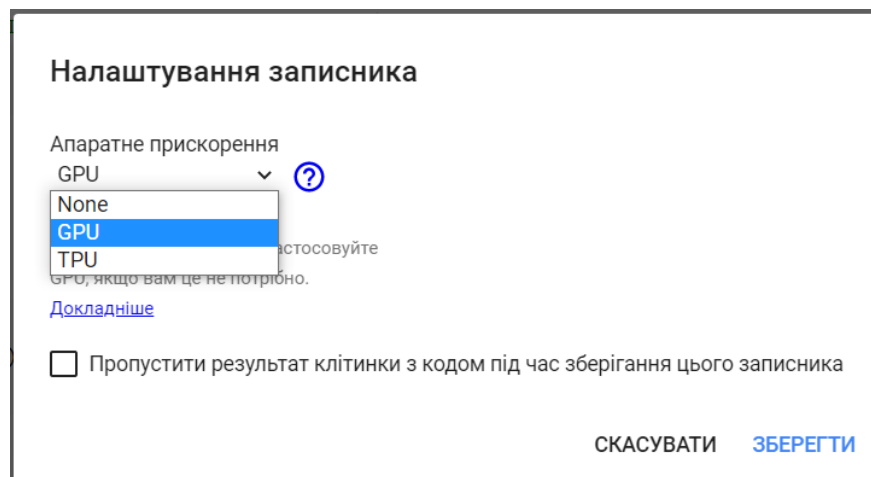 Налаштування записника
Апаратне прискорення
GPU
None
GPU
TPU
GPU, якщо вам це не потрібно.
Докладніше
Пропустити результат клітинки з кодом під час зберігання цього записника
СКАСУВАТИ ЗБЕРЕГТИ